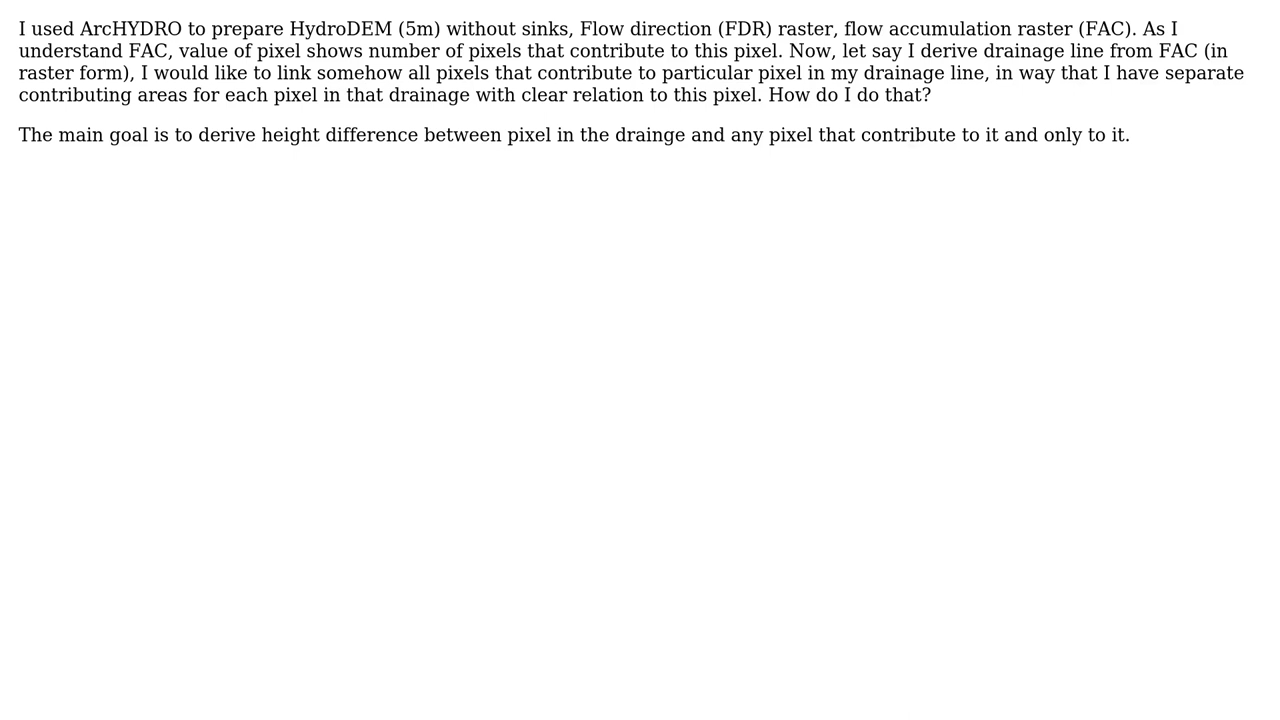 I used ArcHYDRO to prepare HydroDEM (5m) without sinks, Flow direction (FDR) raster, flow accumulation raster (FAC). As I
understand FAC, value of pixel shows number of pixels that contribute to this pixel. Now, let say I derive drainage line from FAC (in
raster form), I would like to link somehow all pixels that contribute to particular pixel in my drainage line, in way that I have separate
contributing areas for each pixel in that drainage with clear relation to this pixel. How do I do that?
The main goal is to derive height difference between pixel in the drainge and any pixel that contribute to it and only to it.